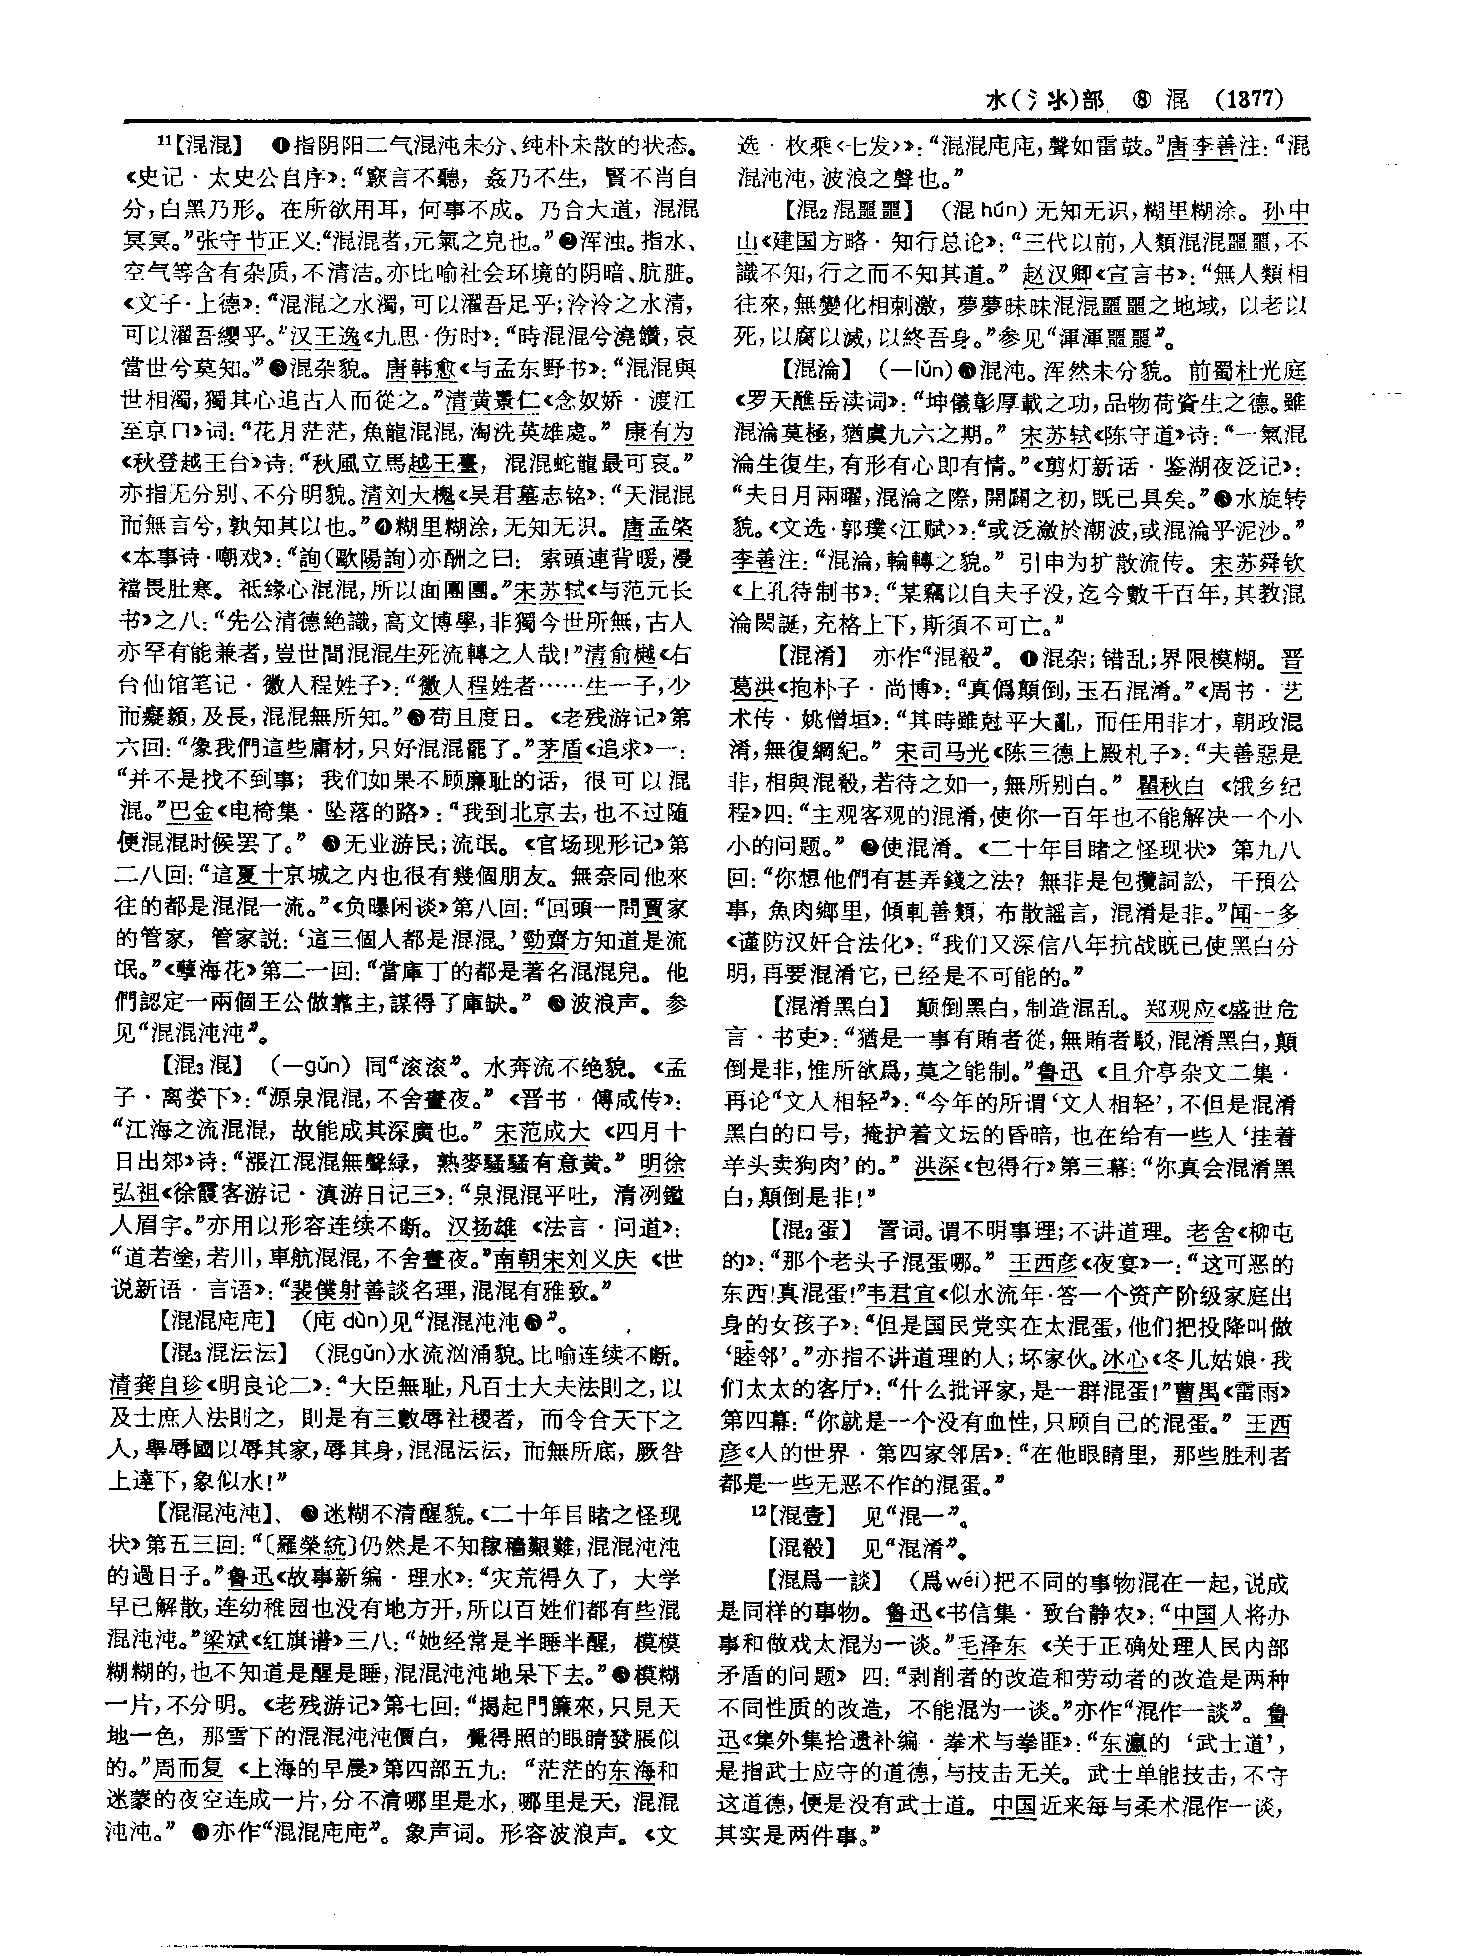 水(氵氺)部 ⑧ 混 (1377)
11【混混】 ❶指阴阳二气混沌未分、纯朴未散的状态。
《史记·太史公自序》：“窾言不聽，姦乃不生，賢不肖自
分，白黑乃形。在所欲用耳，何事不成。乃合大道，混混
冥冥。”张守节正义：“混混者，元氣之皃也。”❷浑浊。指水、
空气等含有杂质，不清洁。亦比喻社会环境的阴暗、肮脏。
《文子·上德》：“混混之水濁，可以濯吾足乎；泠泠之水清，
可以濯吾纓乎。”汉王逸《九思·伤时》：“時混混兮澆饡，哀
當世兮莫知。”❸混杂貌。唐韩愈《与孟东野书》：“混混與
世相濁，獨其心追古人而從之。”清黄景仁《念奴娇·渡江
至京口》词：“花月茫茫，魚龍混混，淘洗英雄處。” 康有为
《秋登越王台》诗：“秋風立馬越王臺，混混蛇龍最可哀。”
亦指无分别、不分明貌。清刘大櫆《吴君墓志铭》：“天混混
而無言兮，孰知其以也。”❹糊里糊涂，无知无识。唐孟棨
《本事诗·嘲戏》：“詢(歐陽詢)亦酬之曰：索頭連背暖，漫
襠畏肚寒。祗緣心混混，所以面團團。”宋苏轼《与范元长
书》之八：“先公清德絶識，高文博學，非獨今世所無，古人
亦罕有能兼者，豈世間混混生死流轉之人哉！”清俞樾《右
台仙馆笔记·徽人程姓子》：“徽人程姓者……生一子，少
而癡纇，及長，混混無所知。”❺苟且度日。《老残游记》第
六回：“像我們這些庸材，只好混混罷了。”茅盾《追求》一：
“并不是找不到事；我们如果不顾廉耻的话，很可以混
混。”巴金《电椅集·坠落的路》：“我到北京去，也不过随
便混混时候罢了。” ❻无业游民；流氓。《官场现形记》第
二八回：“這夏十京城之内也很有幾個朋友。無奈同他來
往的都是混混一流。”《负曝闲谈》第八回：“回頭一問賈家
的管家，管家説：‘這三個人都是混混。’勁齋方知道是流
氓。”《孽海花》第二一回：“當庫丁的都是著名混混兒。他
們認定一兩個王公做靠主，謀得了庫缺。” ❼波浪声。参
见“混混沌沌”。
【混3混】 (—gǔn) 同“滚滚”。水奔流不绝貌。《孟
子·离娄下》：“源泉混混，不舍晝夜。”《晋书·傅咸传》：
“江海之流混混，故能成其深廣也。” 宋范成大《四月十
日出郊》诗：“漲江混混無聲緑，熟麥騷騷有意黄。” 明徐
弘祖《徐霞客游记·滇游日记三》：“泉混混平吐，清冽鑑
人眉宇。”亦用以形容连续不断。汉扬雄《法言·问道》：
“道若塗，若川，車航混混，不舍晝夜。”南朝宋刘义庆《世
说新语·言语》：“裴僕射善談名理，混混有雅致。”
【混混庉庉】 (庉dùn)见“混混沌沌❸”。
【混3混沄沄】 (混gǔn)水流汹涌貌。比喻连续不断。
清龚自珍《明良论二》：“大臣無耻，凡百士大夫法則之，以
及士庶人法則之，則是有三數辱社稷者，而令合天下之
人，舉辱國以辱其家，辱其身，混混沄沄，而無所底，厥咎
上達下，象似水！”
【混混沌沌】 ❶迷糊不清醒貌。《二十年目睹之怪现
状》第五三回：“〔羅榮統〕仍然是不知稼穡艱難，混混沌沌
的過日子。”鲁迅《故事新编·理水》：“灾荒得久了，大学
早已解散，连幼稚园也没有地方开，所以百姓们都有些混
混沌沌。”梁斌《红旗谱》三八：“她经常是半睡半醒，模模
糊糊的，也不知道是醒是睡，混混沌沌地呆下去。”❷模糊
一片，不分明。《老残游记》第七回：“揭起門簾來，只見天
地一色，那雪下的混混沌沌價白，覺得照的眼睛發脹似
的。”周而复《上海的早晨》第四部五九：“茫茫的东海和
迷蒙的夜空连成一片，分不清哪里是水，哪里是天，混混
沌沌。” ❸亦作“混混庉庉”。象声词。形容波浪声。《文
选·枚乘〈七发〉》：“混混庉庉，聲如雷鼓。”唐李善注：“混
混沌沌，波浪之聲也。”
【混2混噩噩】 (混hún)无知无识，糊里糊涂。孙中
山《建国方略·知行总论》：“三代以前，人類混混噩噩，不
識不知，行之而不知其道。” 赵汉卿《宣言书》：“無人類相
往來，無變化相刺激，夢夢昧昧混混噩噩之地域，以老以
死，以腐以滅，以終吾身。”参见“渾渾噩噩”。
【混淪】 (—lǔn)❶混沌。浑然未分貌。前蜀杜光庭
《罗天醮岳渎词》：“坤儀彰厚載之功，品物荷資生之德。雖
混淪莫極，猶虞九六之期。” 宋苏轼《陈守道》诗：“一氣混
淪生復生，有形有心即有情。”《剪灯新话·鉴湖夜泛记》：
“夫日月兩曜，混淪之際，開闢之初，既已具矣。”❷水旋转
貌。《文选·郭璞〈江赋〉》：“或泛瀲於潮波，或混淪乎泥沙。”
李善注：“混淪，輪轉之貌。” 引申为扩散流传。宋苏舜钦
《上孔待制书》：“某竊以自夫子没，迄今數千百年，其教混
淪閎誕，充格上下，斯須不可亡。”
【混淆】 亦作“混殽”。❶混杂；错乱；界限模糊。晋
葛洪《抱朴子·尚博》：“真僞顛倒，玉石混淆。”《周书·艺
术传·姚僧垣》：“其時雖尅平大亂，而任用非才，朝政混
淆，無復綱紀。” 宋司马光《陈三德上殿札子》：“夫善惡是
非，相與混殽，若待之如一，無所别白。” 瞿秋白《饿乡纪
程》四：“主观客观的混淆，使你一百年也不能解决一个小
小的问题。” ❷使混淆。《二十年目睹之怪现状》第九八
回：“你想他們有甚弄錢之法？無非是包攬詞訟，干預公
事，魚肉鄉里，傾軋善類，布散謡言，混淆是非。”闻一多
《谨防汉奸合法化》：“我们又深信八年抗战既已使黑白分
明，再要混淆它，已经是不可能的。”
【混淆黑白】 颠倒黑白，制造混乱。郑观应《盛世危
言·书吏》：“猶是一事有賄者從，無賄者駁，混淆黑白，顛
倒是非，惟所欲爲，莫之能制。”鲁迅《且介亭杂文二集·
再论“文人相轻”》：“今年的所谓‘文人相轻’，不但是混淆
黑白的口号，掩护着文坛的昏暗，也在给有一些人‘挂着
羊头卖狗肉’的。” 洪深《包得行》第三幕：“你真会混淆黑
白，颠倒是非！”
【混2蛋】 詈词。谓不明事理；不讲道理。老舍《柳屯
的》：“那个老头子混蛋哪。” 王西彦《夜宴》一：“这可恶的
东西！真混蛋！”韦君宜《似水流年·答一个资产阶级家庭出
身的女孩子》：“但是国民党实在太混蛋，他们把投降叫做
‘睦邻’。”亦指不讲道理的人；坏家伙。冰心《冬儿姑娘·我
们太太的客厅》：“什么批评家，是一群混蛋！”曹禺《雷雨》
第四幕：“你就是一个没有血性，只顾自己的混蛋。” 王西
彦《人的世界·第四家邻居》：“在他眼睛里，那些胜利者
都是一些无恶不作的混蛋。”
12【混壹】 见“混一”。
【混殽】 见“混淆”。
【混爲一談】 (爲wéi)把不同的事物混在一起，说成
是同样的事物。鲁迅《书信集·致台静农》：“中国人将办
事和做戏太混为一谈。”毛泽东《关于正确处理人民内部
矛盾的问题》四：“剥削者的改造和劳动者的改造是两种
不同性质的改造，不能混为一谈。”亦作“混作一談”。鲁
迅《集外集拾遗补编·拳术与拳匪》：“东瀛的‘武士道’，
是指武士应守的道德，与技击无关。武士单能技击，不守
这道德，便是没有武士道。中国近来每与柔术混作一谈，
其实是两件事。”